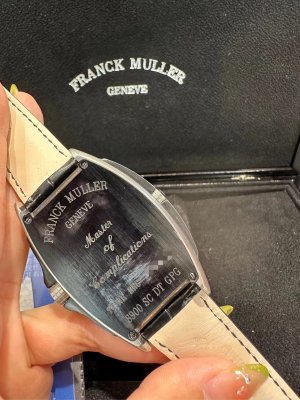 FRANCK MULLER
GENEVE
FRANCK MULLER
GENEVE
Master
of
Complications
8900 SC DT GPG